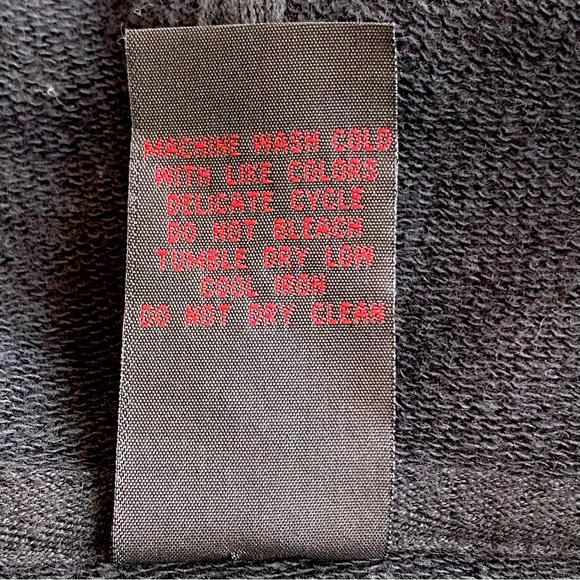 MACHINE WASH COLD
WITH LIKE COLORS
DELICATE CYCLE
DO NOT BLEACH
TUMBLE DRY LOW
COOL IRON
DO NOT DRY CLEAN